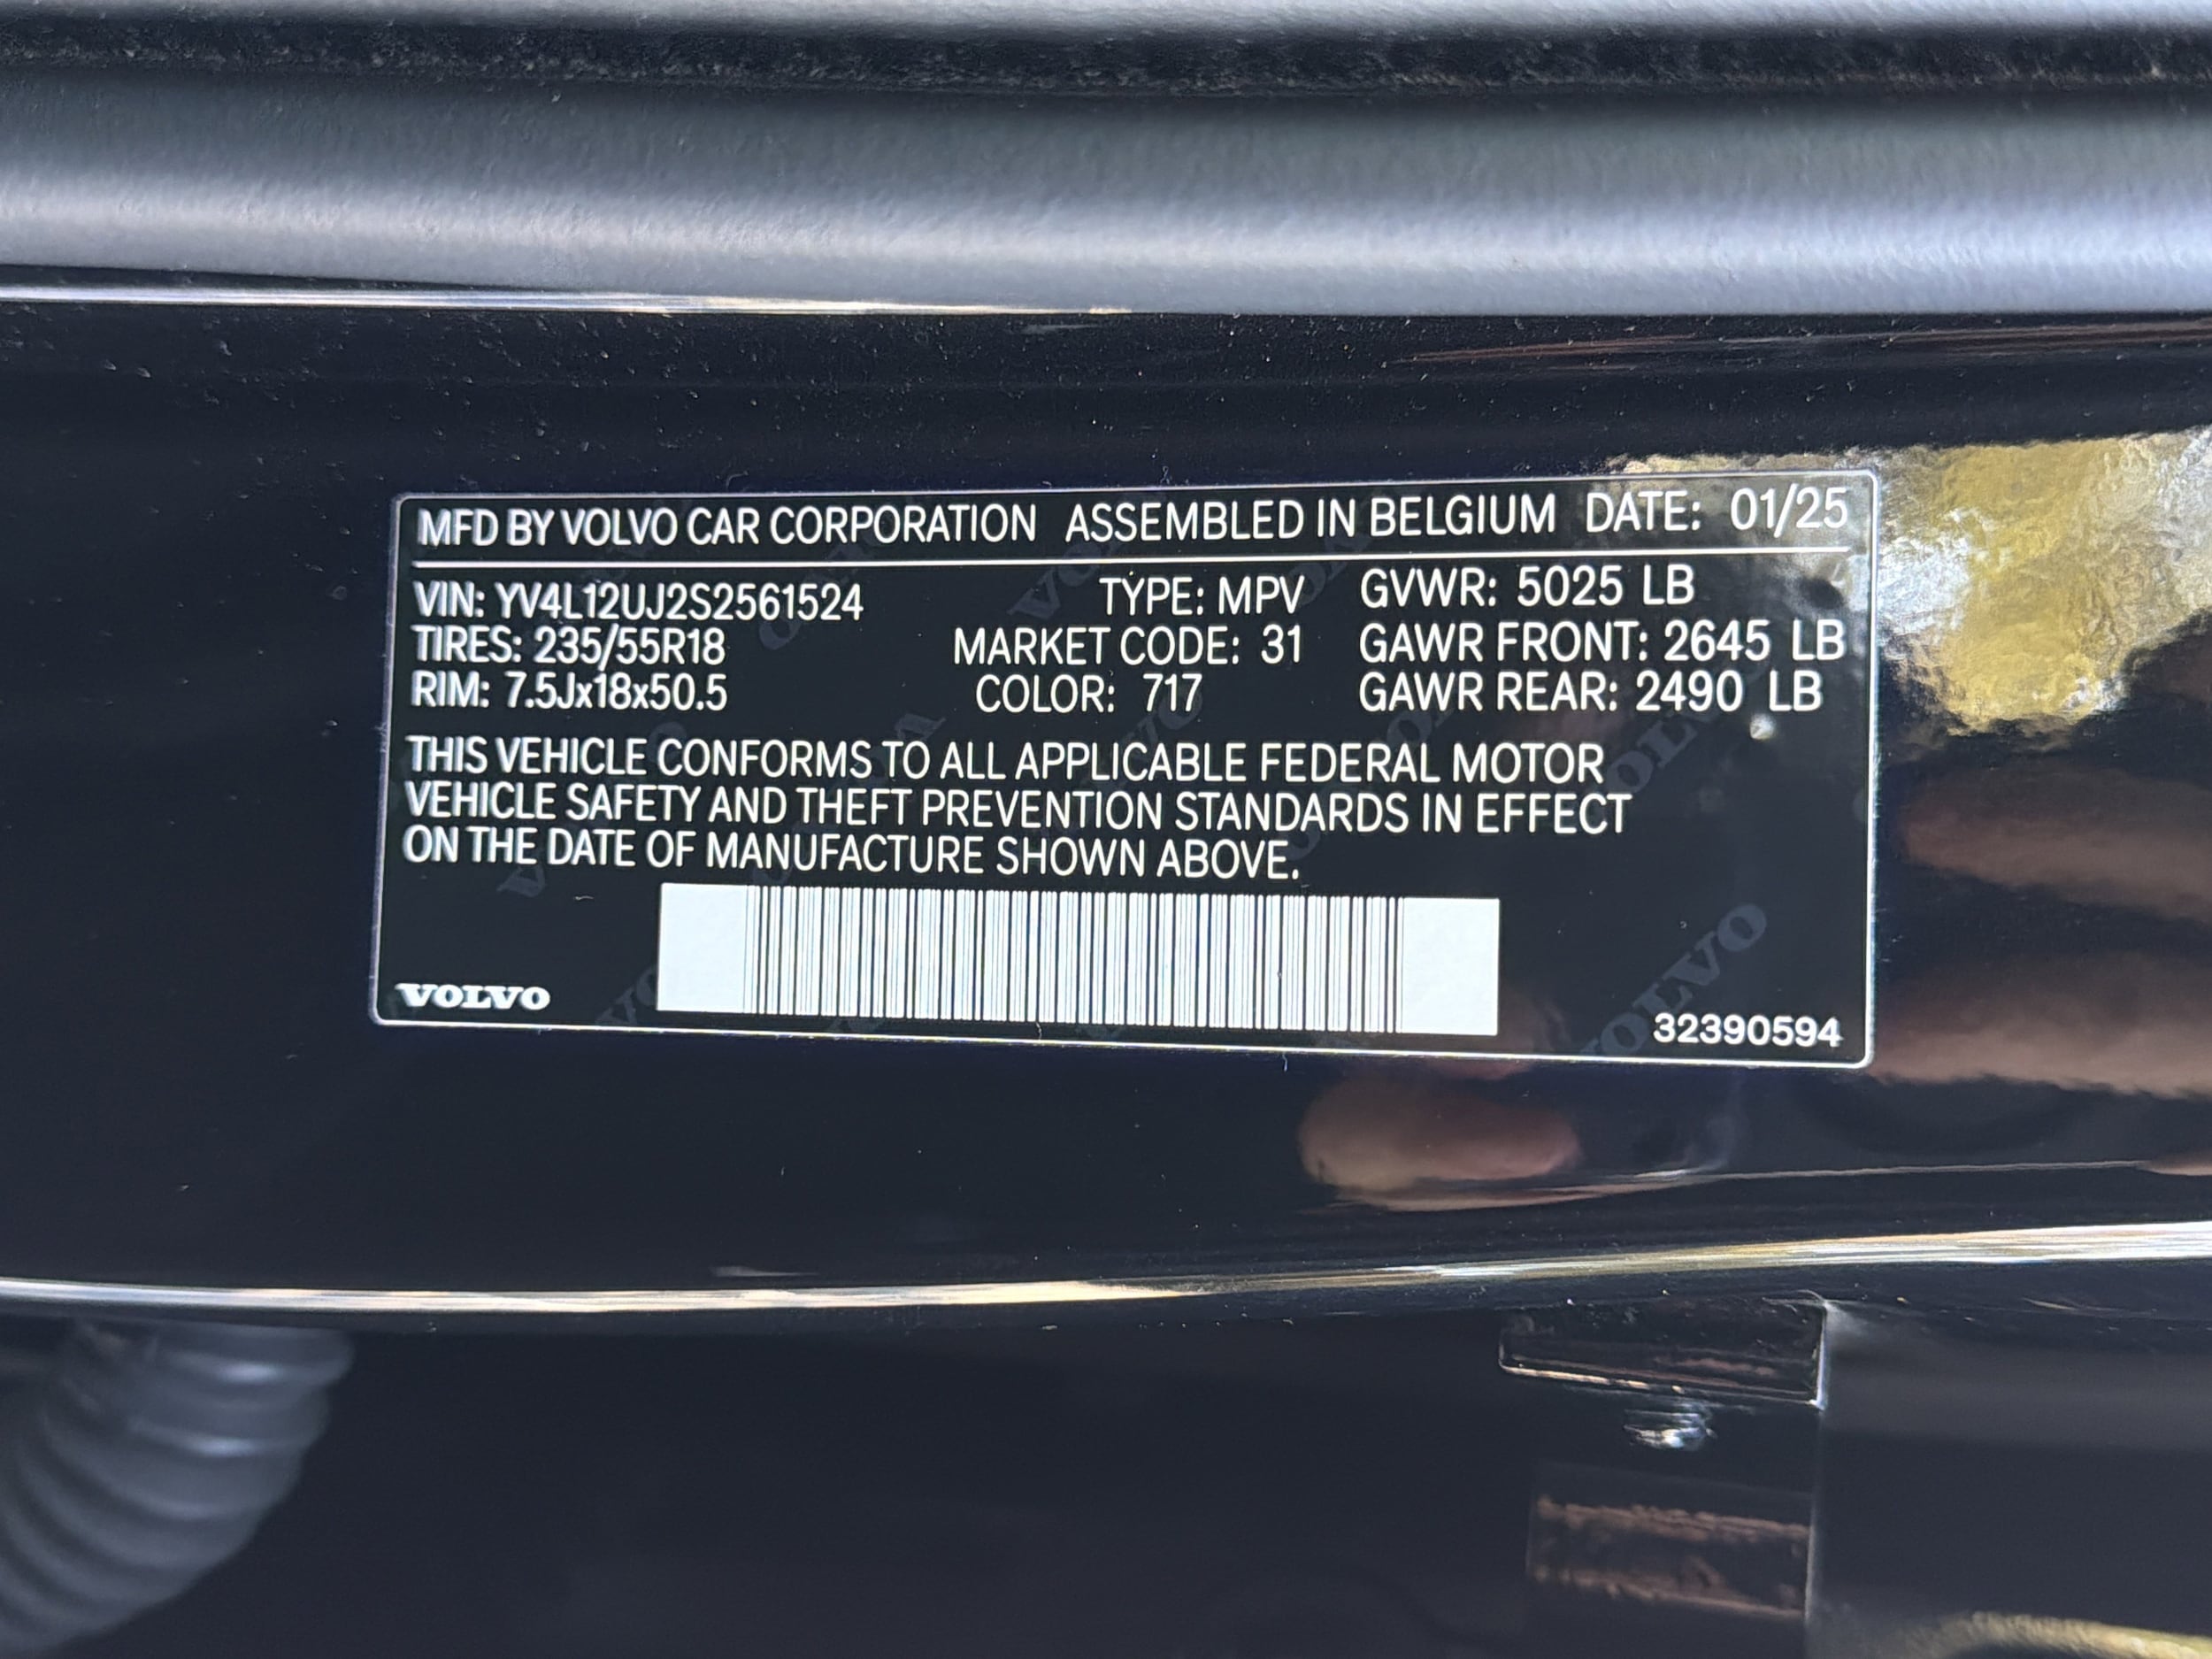 MFD BY VOLVO CAR CORPORATION ASSEMBLED IN BELGIUM DATE: 01/25
VIN: YV4L12UJ2S2561524 TYPE: MPV GVWR: 5025 LB
TIRES: 235/55R18 MARKET CODE: 31 GAWR FRONT: 2645 LB
RIM: 7.5Jx18x50.5 COLOR: 717 GAWR REAR: 2490 LB
THIS VEHICLE CONFORMS TO ALL APPLICABLE FEDERAL MOTOR
VEHICLE SAFETY AND THEFT PREVENTION STANDARDS IN EFFECT
ON THE DATE OF MANUFACTURE SHOWN ABOVE.
VOLVO
32390594